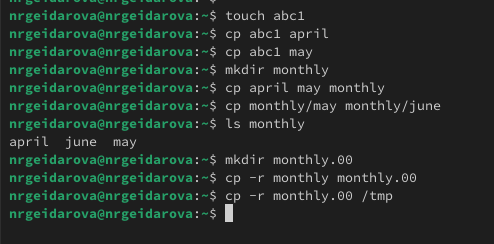 nrgeidarova@nrgeidarova:~$ touch abc1
nrgeidarova@nrgeidarova:~$ cp abc1 april
nrgeidarova@nrgeidarova:~$ cp abc1 may
nrgeidarova@nrgeidarova:~$ mkdir monthly
nrgeidarova@nrgeidarova:~$ cp april may monthly
nrgeidarova@nrgeidarova:~$ cp monthly/may monthly/june
nrgeidarova@nrgeidarova:~$ ls monthly
april  june  may
nrgeidarova@nrgeidarova:~$ mkdir monthly.00
nrgeidarova@nrgeidarova:~$ cp -r monthly monthly.00
nrgeidarova@nrgeidarova:~$ cp -r monthly.00 /tmp
nrgeidarova@nrgeidarova:~$